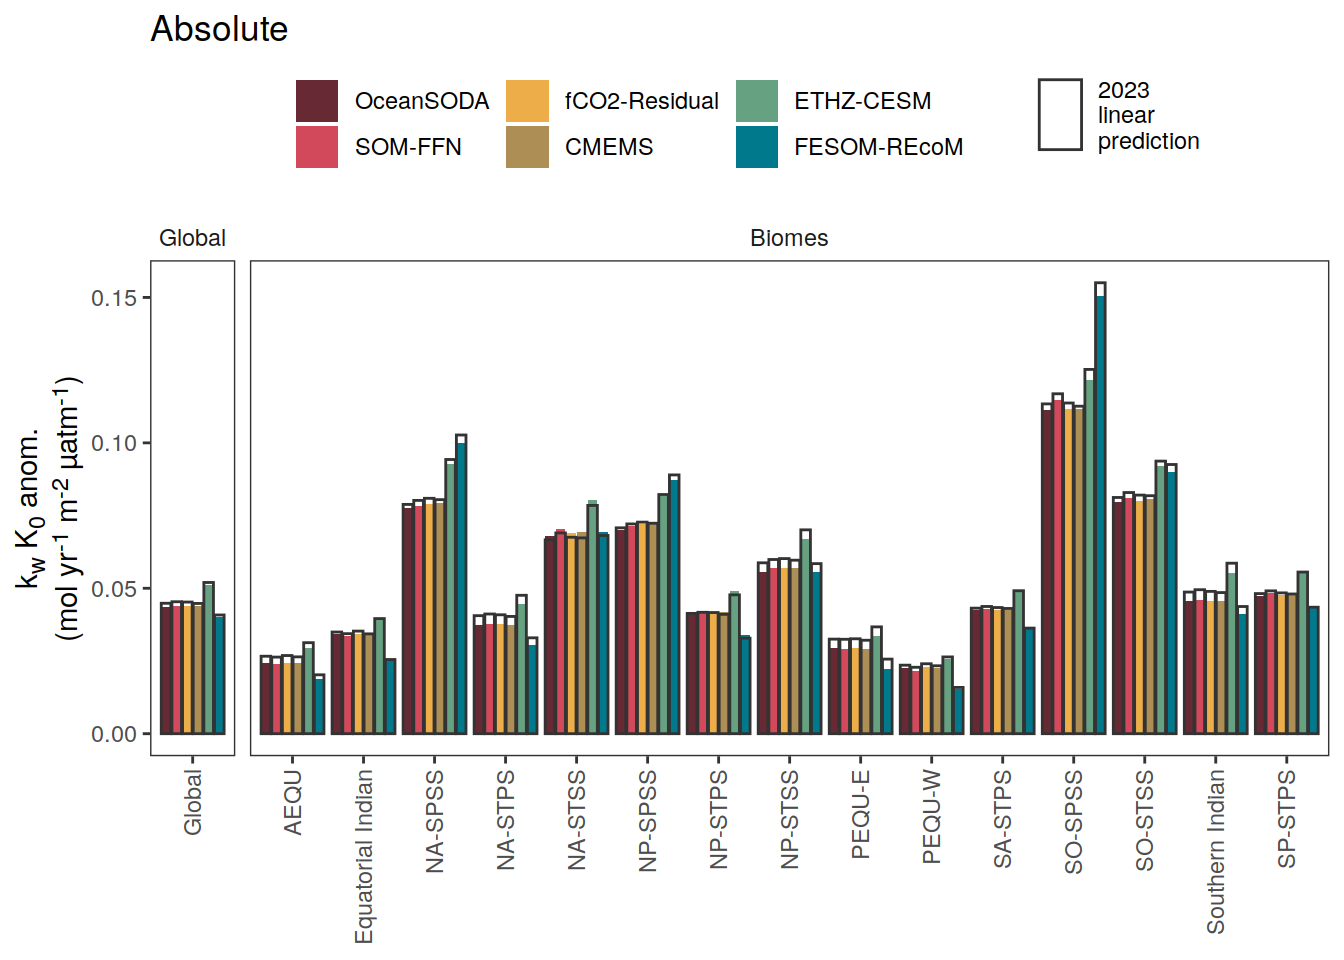 Absolute
OceanSODA
fCO2-Residual
ETHZ-CESM
SOM-FFN
CMEMS
FESOM-REcoM
2023
linear
prediction
Global
Biomes
kw K0 anom.
(mol yr-1 m-2 µatm-1)
0.15
0.10
0.05
0.00
Global
AEQU
Equatorial Indian
NA-SPSS
NA-STPS
NA-STSS
NP-SPSS
NP-STPS
NP-STSS
PEQU-E
PEQU-W
SA-STPS
SO-SPSS
SO-STSS
Southern Indian
SP-STPS